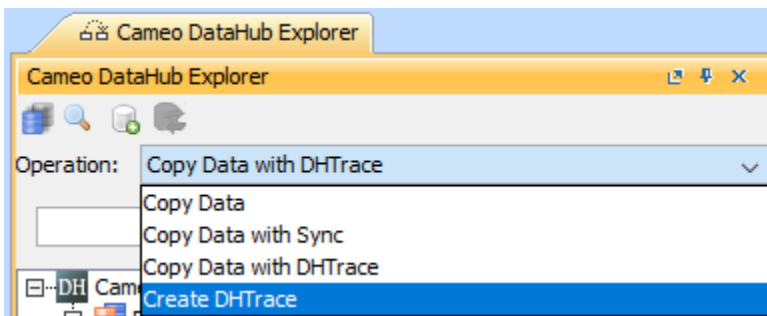 Cameo DataHub Explorer
Cameo DataHub Explorer
Operation: Copy Data with DHTrace
Copy Data
Copy Data with Sync
Copy Data with DHTrace
DH Came
Create DHTrace